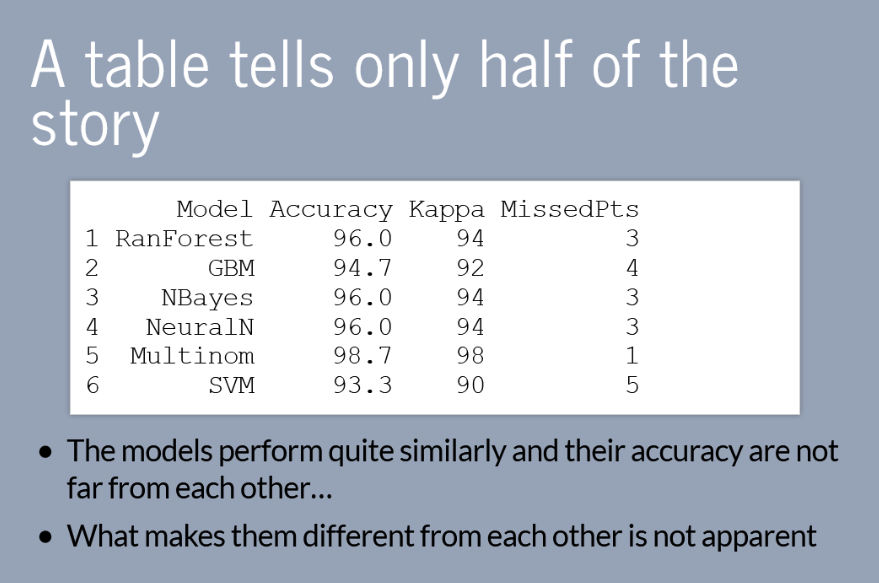 A table tells only half of the
story
Model Accuracy Kappa MissedPts
1 RanForest 96.0 94 3
2 GBM 94.7 92 4
3 NBayes 96.0 94 3
4 NeuralN 96.0 94 3
5 Multinom 98.7 98 1
6 SVM 93.3 90 5
• The models perform quite similarly and their accuracy are not
far from each other...
• What makes them different from each other is not apparent